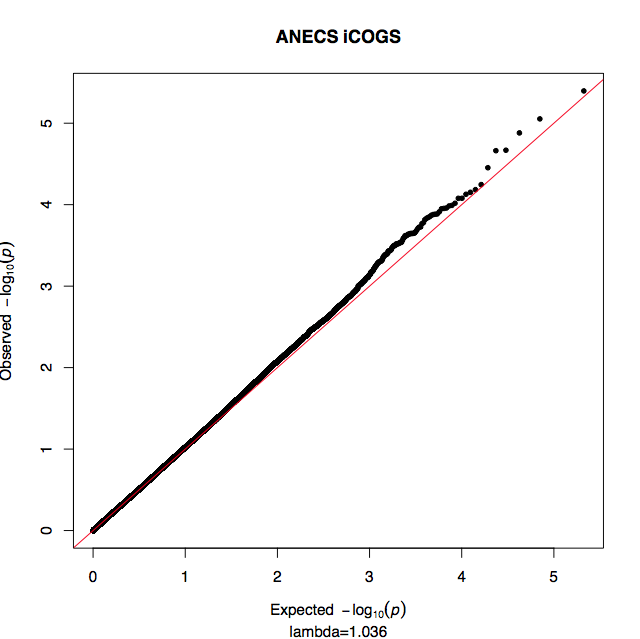 ANECS iCOGS
Observed −log10(p)
5
4
3
2
1
0
0 1 2 3 4 5
Expected −log10(p)
lambda=1.036